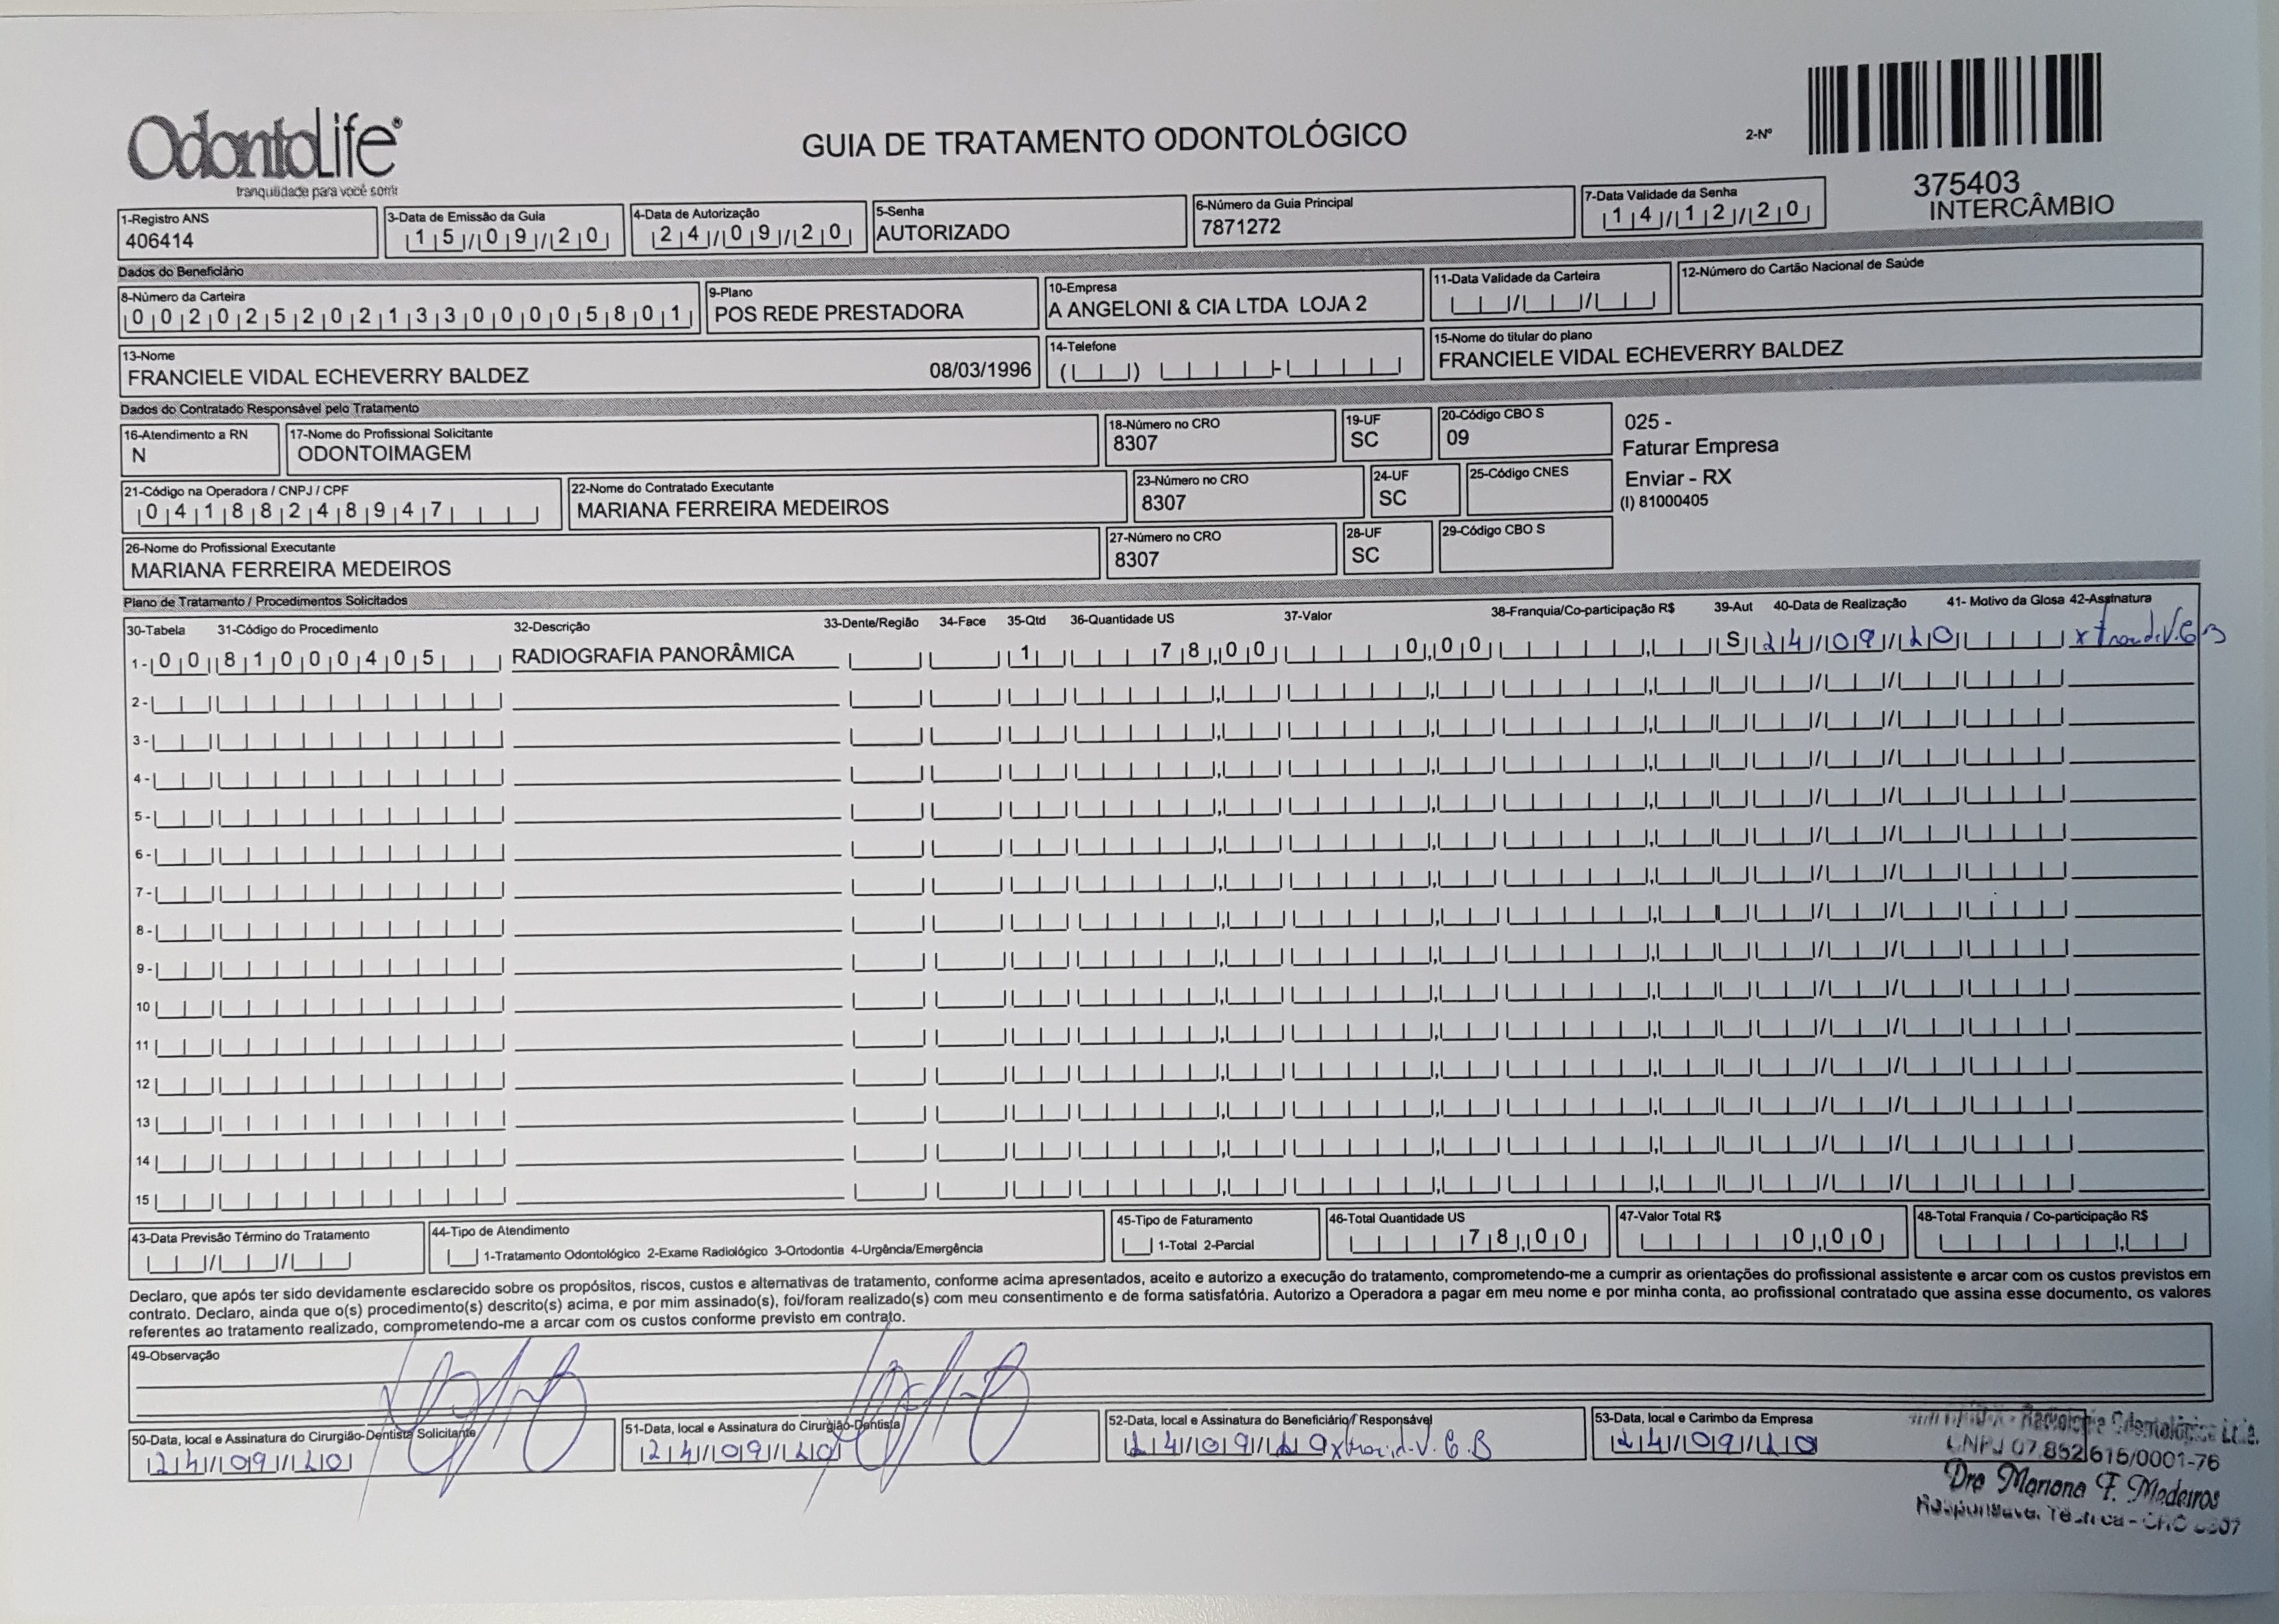 OdontoLife®
tranquilidade para você sorrir
GUIA DE TRATAMENTO ODONTOLÓGICO
2-Nº
375403
INTERCÂMBIO
1-Registro ANS
406414
3-Data de Emissão da Guia
15/09/20
4-Data de Autorização
24/09/20
5-Senha
AUTORIZADO
6-Número da Guia Principal
7871272
7-Data Validade da Senha
14/12/20
Dados do Beneficiário
8-Número da Carteira
00202520213300005801
9-Plano
POS REDE PRESTADORA
10-Empresa
A ANGELONI & CIA LTDA LOJA 2
11-Data Validade da Carteira
12-Número do Cartão Nacional de Saúde
13-Nome
FRANCIELE VIDAL ECHEVERRY BALDEZ 08/03/1996
14-Telefone
15-Nome do titular do plano
FRANCIELE VIDAL ECHEVERRY BALDEZ
Dados do Contratado Responsável pelo Tratamento
16-Atendimento a RN
N
17-Nome do Profissional Solicitante
ODONTOIMAGEM
18-Número no CRO
8307
19-UF
SC
20-Código CBO S
09
025 -
Faturar Empresa
Enviar - RX
(I) 81000405
21-Código na Operadora / CNPJ / CPF
04188248947
22-Nome do Contratado Executante
MARIANA FERREIRA MEDEIROS
23-Número no CRO
8307
24-UF
SC
25-Código CNES
26-Nome do Profissional Executante
MARIANA FERREIRA MEDEIROS
27-Número no CRO
8307
28-UF
SC
29-Código CBO S
Plano de Tratamento / Procedimentos Solicitados
30-Tabela 31-Código do Procedimento 32-Descrição 33-Dente/Região 34-Face 35-Qtd 36-Quantidade US 37-Valor 38-Franquia/Co-participação R$ 39-Aut 40-Data de Realização 41- Motivo da Glosa 42-Assinatura
1- 00 81000405 RADIOGRAFIA PANORÂMICA 1 78,00 0,00 S 24/09/20
2-
3-
4-
5-
6-
7-
8-
9-
10
11
12
13
14
15
43-Data Previsão Término do Tratamento
44-Tipo de Atendimento
1-Tratamento Odontológico 2-Exame Radiológico 3-Ortodontia 4-Urgência/Emergência
45-Tipo de Faturamento
1-Total 2-Parcial
46-Total Quantidade US
78,00
47-Valor Total R$
0,00
48-Total Franquia / Co-participação R$
Declaro, que após ter sido devidamente esclarecido sobre os propósitos, riscos, custos e alternativas de tratamento, conforme acima apresentados, aceito e autorizo a execução do tratamento, comprometendo-me a cumprir as orientações do profissional assistente e arcar com os custos previstos em
contrato. Declaro, ainda que o(s) procedimento(s) descrito(s) acima, e por mim assinado(s), foi/foram realizado(s) com meu consentimento e de forma satisfatória. Autorizo a Operadora a pagar em meu nome e por minha conta, ao profissional contratado que assina esse documento, os valores
referentes ao tratamento realizado, comprometendo-me a arcar com os custos conforme previsto em contrato.
49-Observação
50-Data, local e Assinatura do Cirurgião-Dentista Solicitante
24/09/20
51-Data, local e Assinatura do Cirurgião-Dentista
24/09/20
52-Data, local e Assinatura do Beneficiário / Responsável
24/09/20 V. E. B
53-Data, local e Carimbo da Empresa
24/09/20
Radiologia Odontológica Ltda.
CNPJ 07.852.615/0001-76
Dra Mariana F. Medeiros
Responsável Técnica - CRO 8307